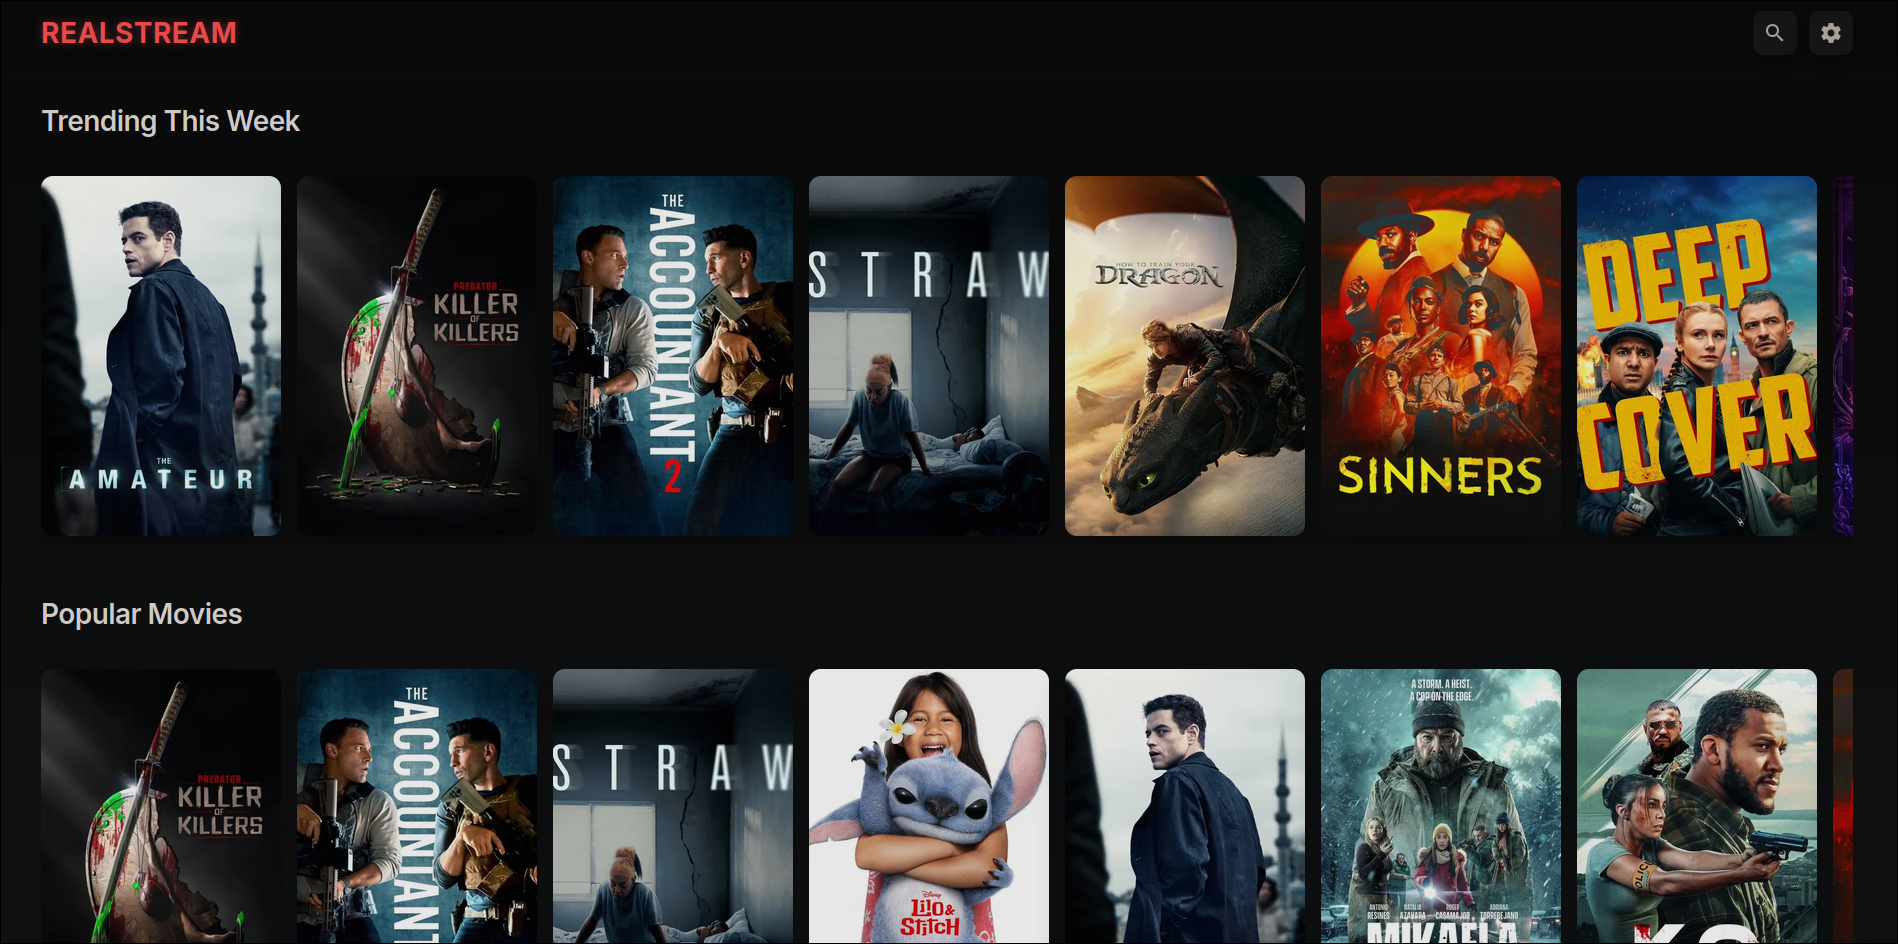 REALSTREAM
Trending This Week
THE
AMATEUR
PREDATOR
KILLER
OF
KILLERS
THE
ACCOUNTANT
2
STRAW
HOW TO TRAIN YOUR
DRAGON
SINNERS
DEEP
COVER
Popular Movies
PREDATOR
KILLER
OF
KILLERS
THE
ACCOUNTANT
STRAW
Disney
Lilo &
Stitch
A STORM. A HEIST.
A COP ON THE EDGE.
ANTONIO RESINES
NATALIA AZAHARA
ROGER CASAMAJOR
ADRIANA TORREBEJANO
MIKAELA